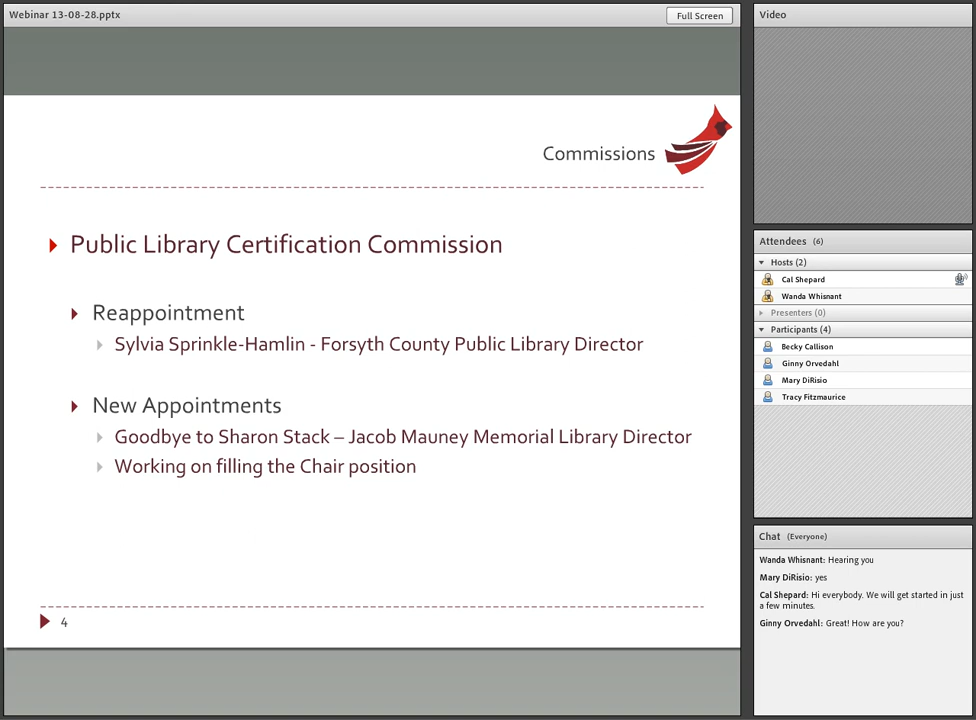 Webinar 13-08-28.pptx
Full Screen
Commissions
Public Library Certification Commission
Reappointment
Sylvia Sprinkle-Hamlin - Forsyth County Public Library Director
New Appointments
Goodbye to Sharon Stack – Jacob Mauney Memorial Library Director
Working on filling the Chair position
4
Video
Attendees (6)
Hosts (2)
Cal Shepard
Wanda Whisnant
Presenters (0)
Participants (4)
Becky Callison
Ginny Orvedahl
Mary DiRisio
Tracy Fitzmaurice
Chat (Everyone)
Wanda Whisnant: Hearing you
Mary DiRisio: yes
Cal Shepard: Hi everybody. We will get started in just
a few minutes.
Ginny Orvedahl: Great! How are you?